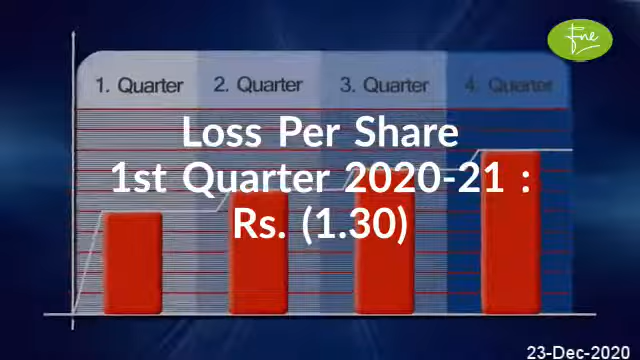 Fne
1. Quarter 2. Quarter 3. Quarter 4. Quarter
Loss Per Share
1st Quarter 2020-21 :
Rs. (1.30)
23-Dec-2020